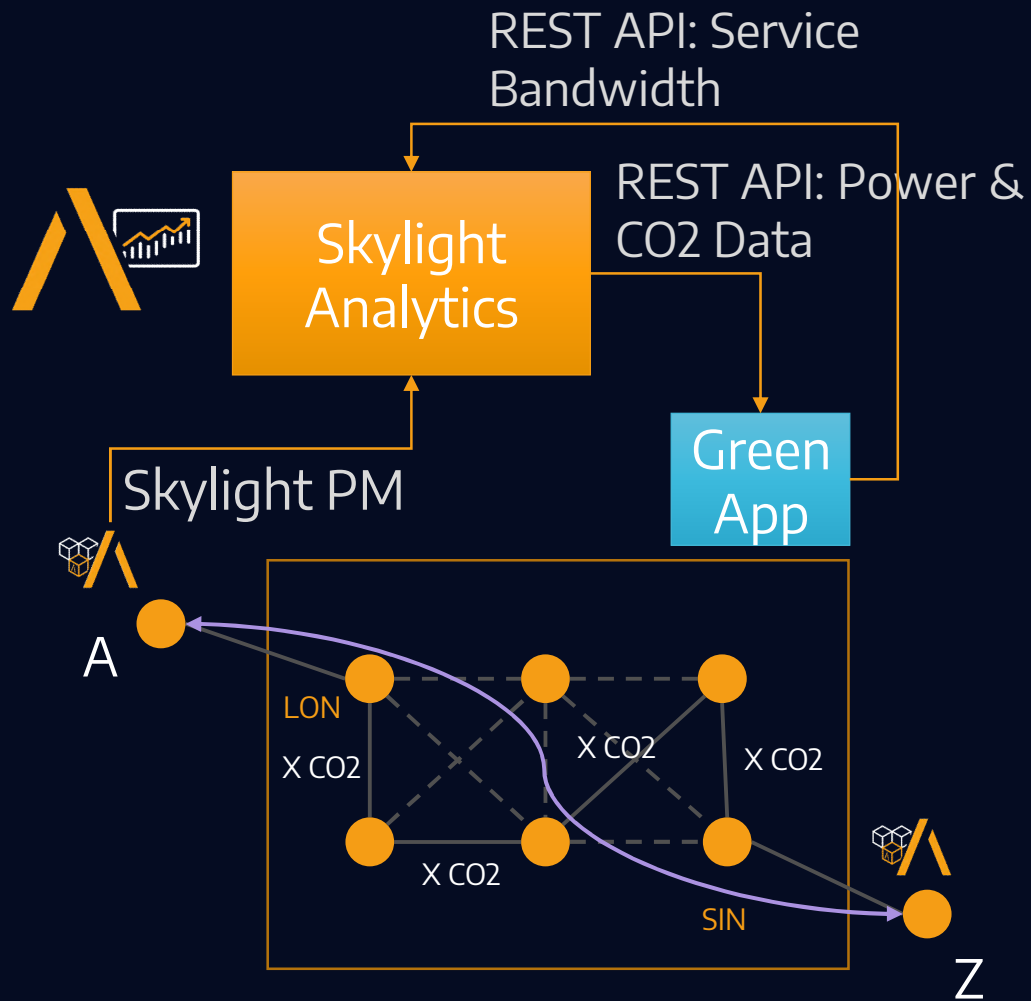 REST API: Service
Bandwidth
REST API: Power &
CO2 Data
Skylight
Analytics
Green
App
Skylight PM
A
LON
X CO2
X CO2
X CO2
X CO2
SIN
Z